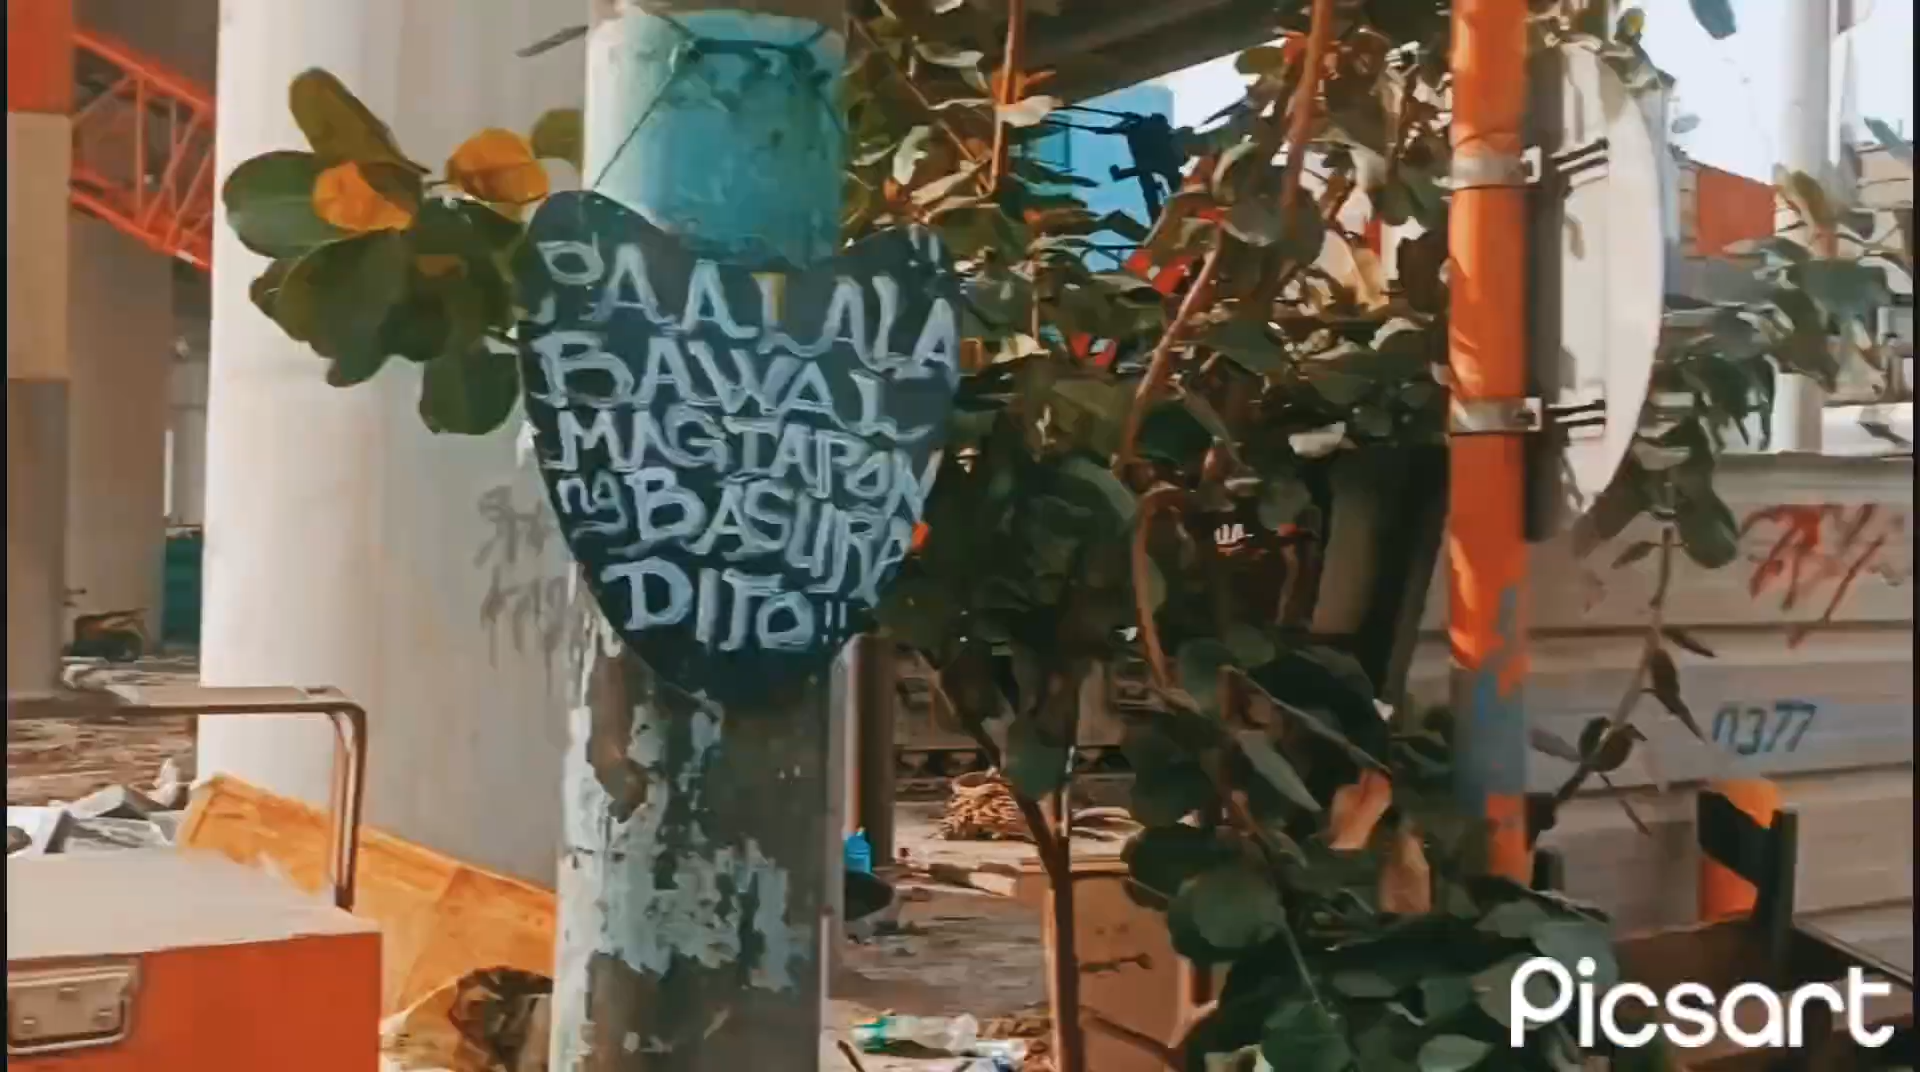 PAALALA
BAWAL
MAGTAPON
ng BASURA
DITO!!
0377
Picsart